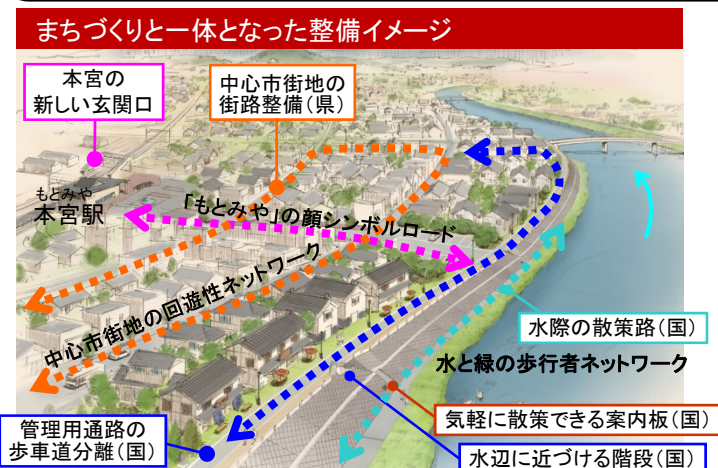 まちづくりと一体となった整備イメージ
本宮の
新しい玄関口
中心市街地の
街路整備(県)
もとみや
本宮駅
「もとみや」の顔シンボルロード
中心市街地の回遊性ネットワーク
水際の散策路(国)
水と緑の歩行者ネットワーク
気軽に散策できる案内板(国)
管理用通路の
歩車道分離(国)
水辺に近づける階段(国)